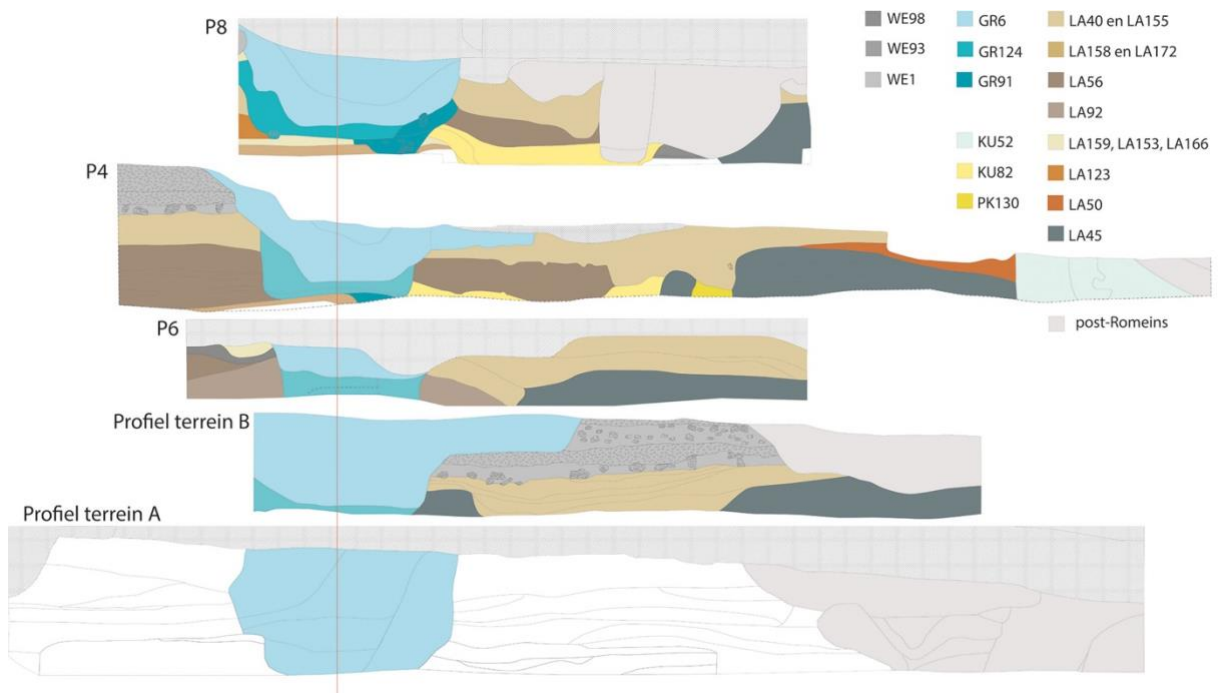 P8
P4
P6
Profiel terrein B
Profiel terrein A
WE98
WE93
WE1
GR6
GR124
GR91
KU52
KU82
PK130
LA40 en LA155
LA158 en LA172
LA56
LA92
LA159, LA153, LA166
LA123
LA50
LA45
post-Romeins